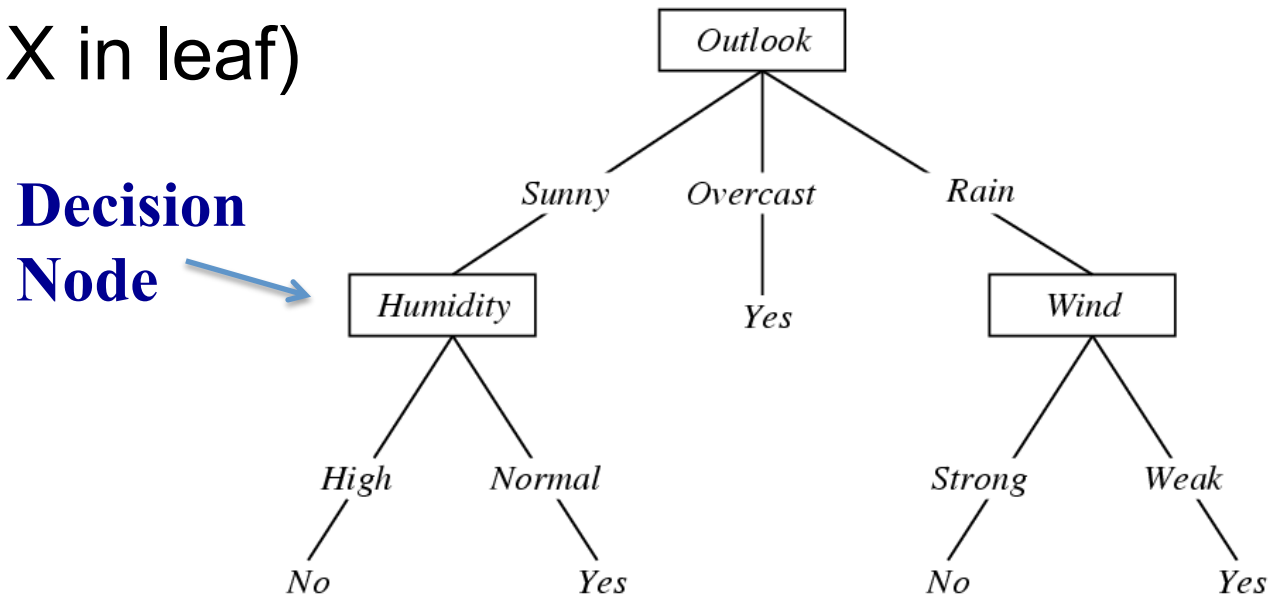 X in leaf)
Outlook
Decision
Node
Sunny Overcast Rain
Humidity Yes Wind
High Normal Strong Weak
No Yes No Yes